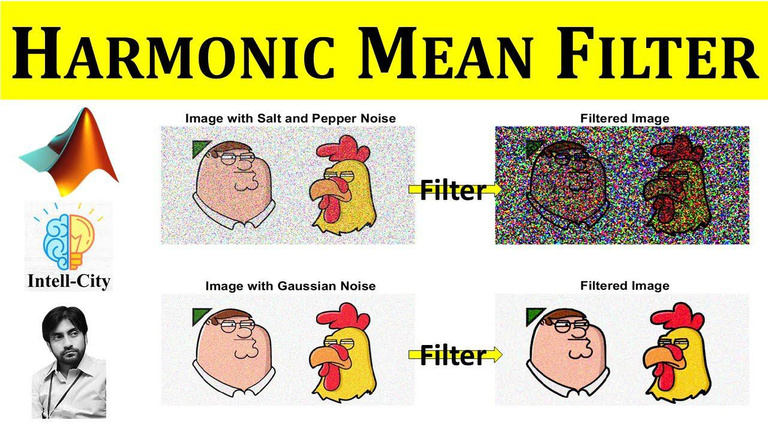 HARMONIC MEAN FILTER
Image with Salt and Pepper Noise
Filtered Image
Filter
Intell-City
Image with Gaussian Noise
Filtered Image
Filter